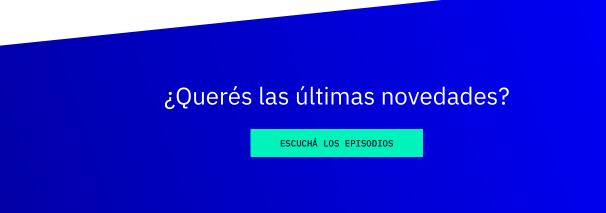 ¿Querés las últimas novedades?
ESCUCHÁ LOS EPISODIOS